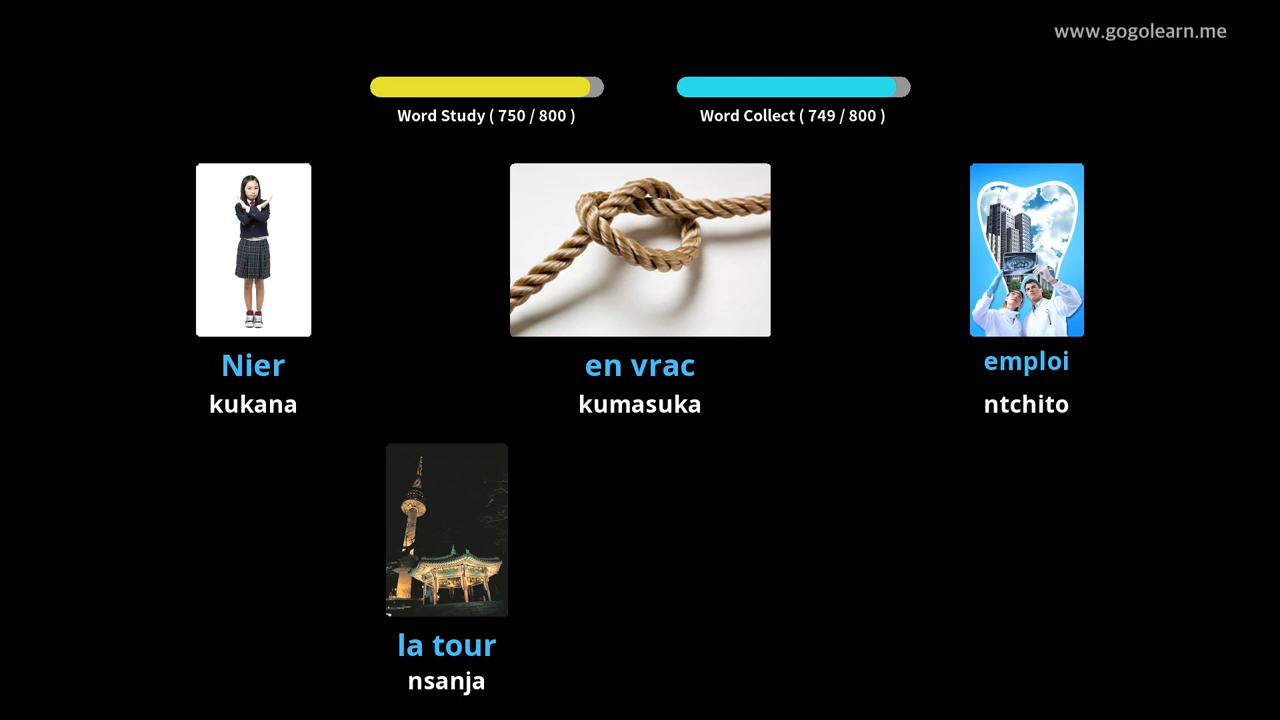 www.gogolearn.me
Word Study ( 750 / 800 )
Word Collect ( 749 / 800 )
Nier
kukana
en vrac
kumasuka
emploi
ntchito
la tour
nsanja